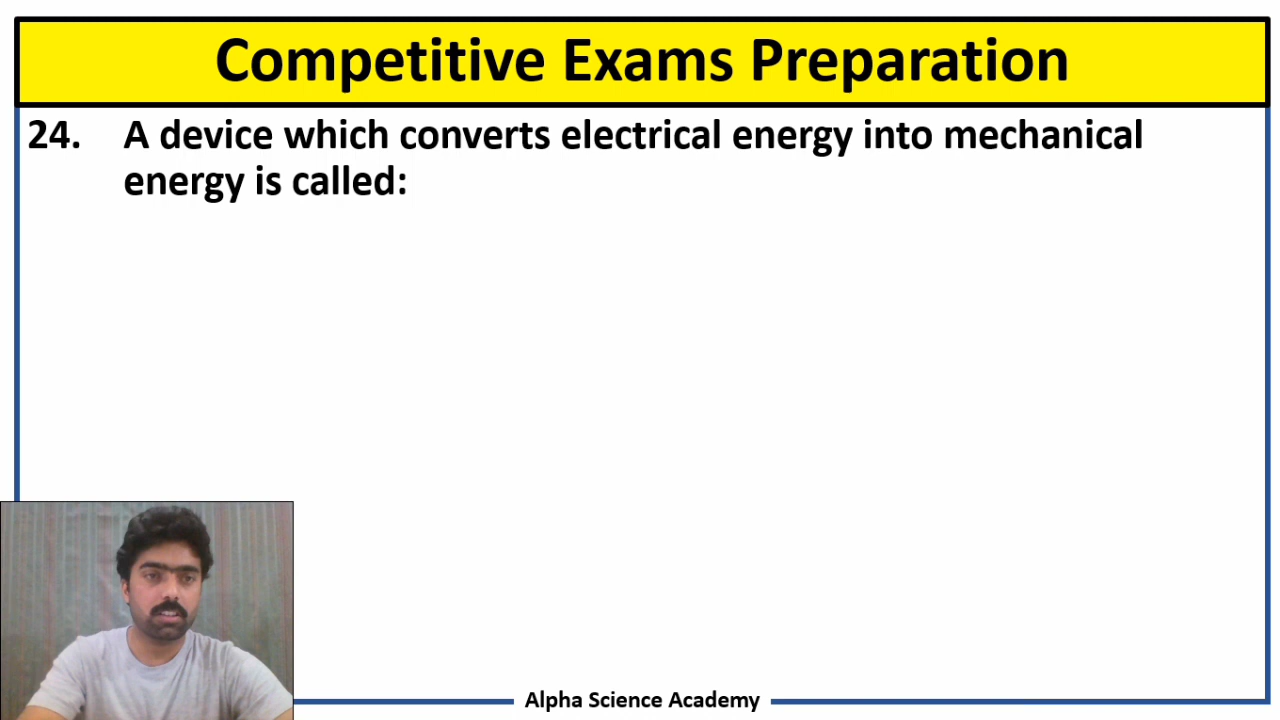 Competitive Exams Preparation
24. A device which converts electrical energy into mechanical
energy is called:
Alpha Science Academy